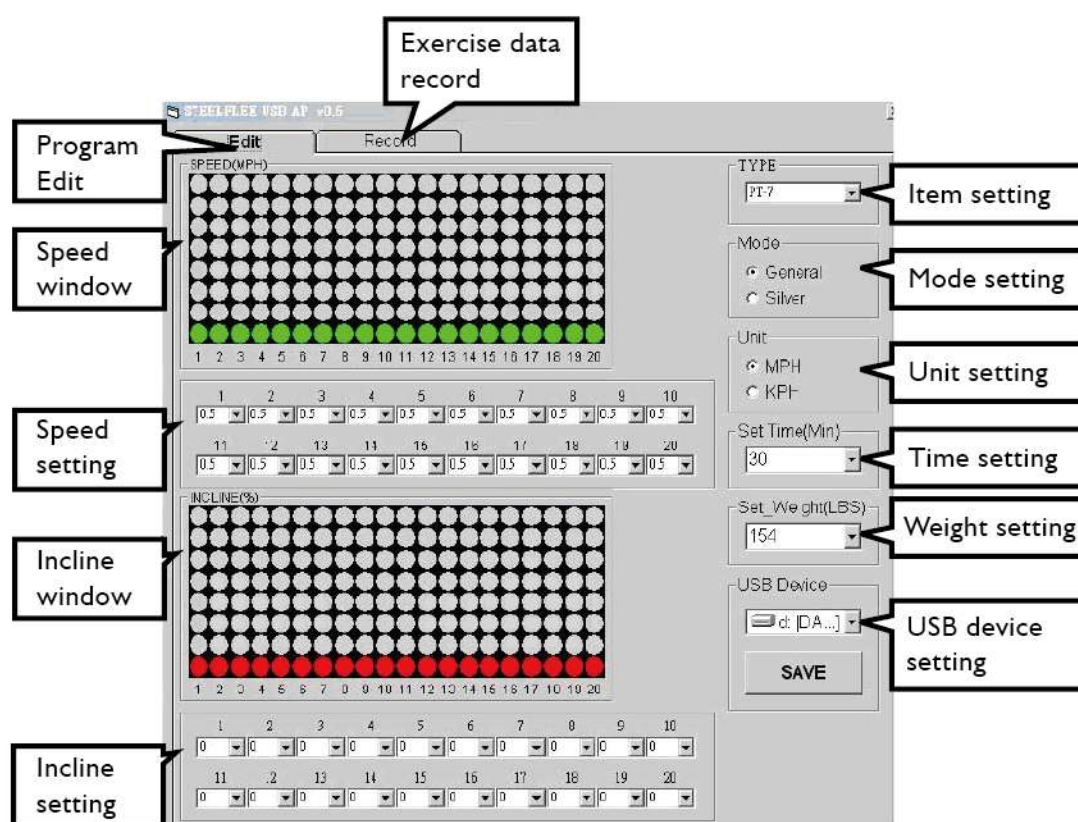 Exercise data
record
STEELFLEX USB AP v0.5
Program
Edit
Edit
Record
SPEED(MPH)
Speed
window
1 2 3 4 5 6 7 8 9 10 11 12 13 14 15 16 17 18 19 20
Speed
setting
1 2 3 4 5 6 7 8 9 10
0.5 0.5 0.5 0.5 0.5 0.5 0.5 0.5 0.5 0.5
11 12 13 14 15 16 17 18 19 20
0.5 0.5 0.5 0.5 0.5 0.5 0.5 0.5 0.5 0.5
INCLINE(%)
Incline
window
1 2 3 4 5 6 7 8 9 10 11 12 13 14 15 16 17 18 19 20
Incline
setting
1 2 3 4 5 6 7 8 9 10
0 0 0 0 0 0 0 0 0 0
11 12 13 14 15 16 17 18 19 20
0 0 0 0 0 0 0 0 0 0
TYPE
PT-7
Item setting
Mode
General
Silver
Mode setting
Unit
MPH
KPH
Unit setting
Set Time(Min)
30
Time setting
Set_Weight(LBS)
154
Weight setting
USB Device
d: [DA...]
USB device
setting
SAVE